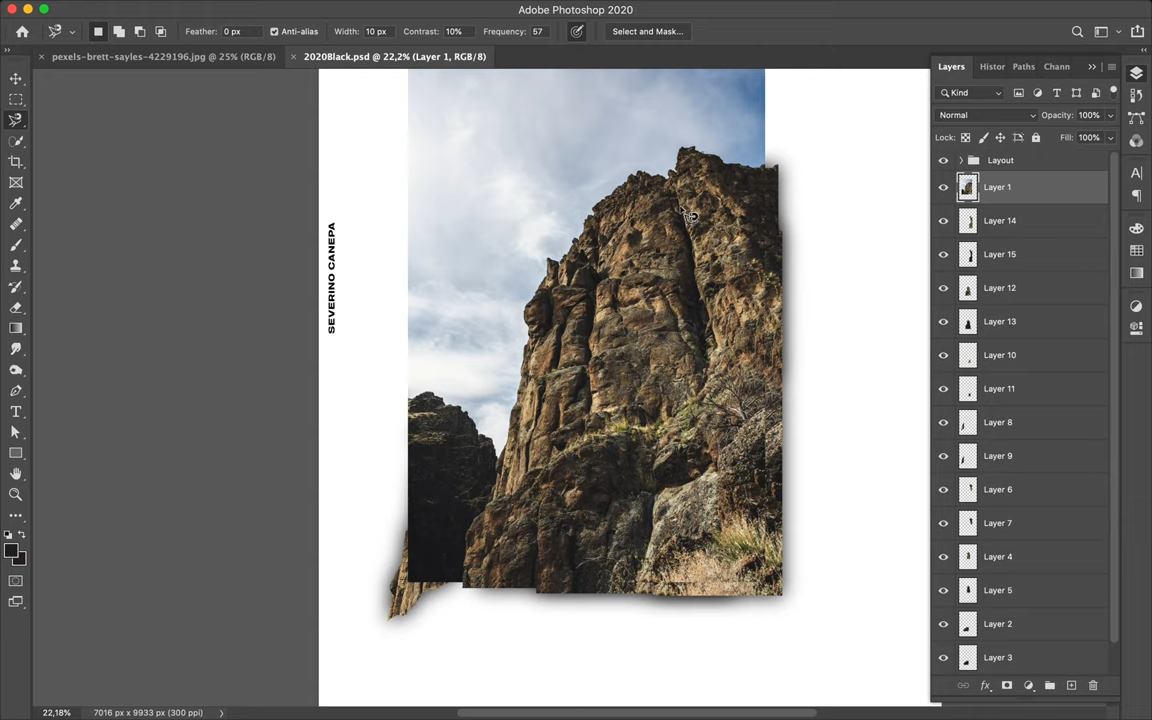 Adobe Photoshop 2020
Feather: 0 px
Anti-alias
Width: 10 px
Contrast: 10%
Frequency: 57
Select and Mask...
pexels-brett-sayles-4229196.jpg @ 25% (RGB/8)
2020Black.psd @ 22,2% (Layer 1, RGB/8)
SEVERINO CANEPA
Layers
Histor
Paths
Chann
Kind
Normal
Opacity: 100%
Lock:
Fill: 100%
Layout
Layer 1
Layer 14
Layer 15
Layer 12
Layer 13
Layer 10
Layer 11
Layer 8
Layer 9
Layer 6
Layer 7
Layer 4
Layer 5
Layer 2
Layer 3
22,18%
7016 px x 9933 px (300 ppi)